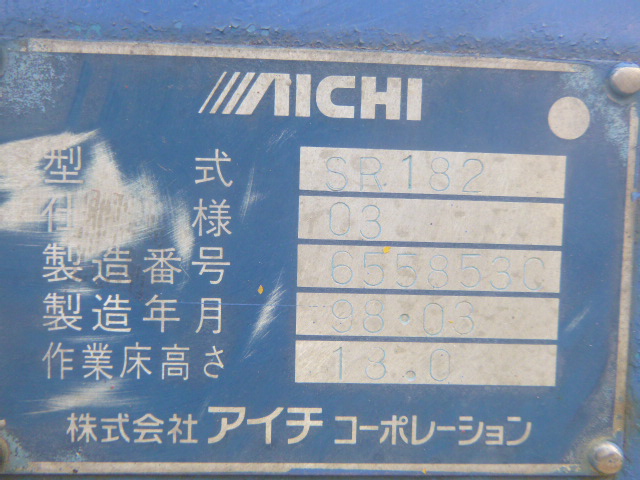 AICHI
型式 SR182
仕様 03
製造番号 6558530
製造年月 98.03
作業床高さ 18.0
株式会社 アイチ コーポレーション